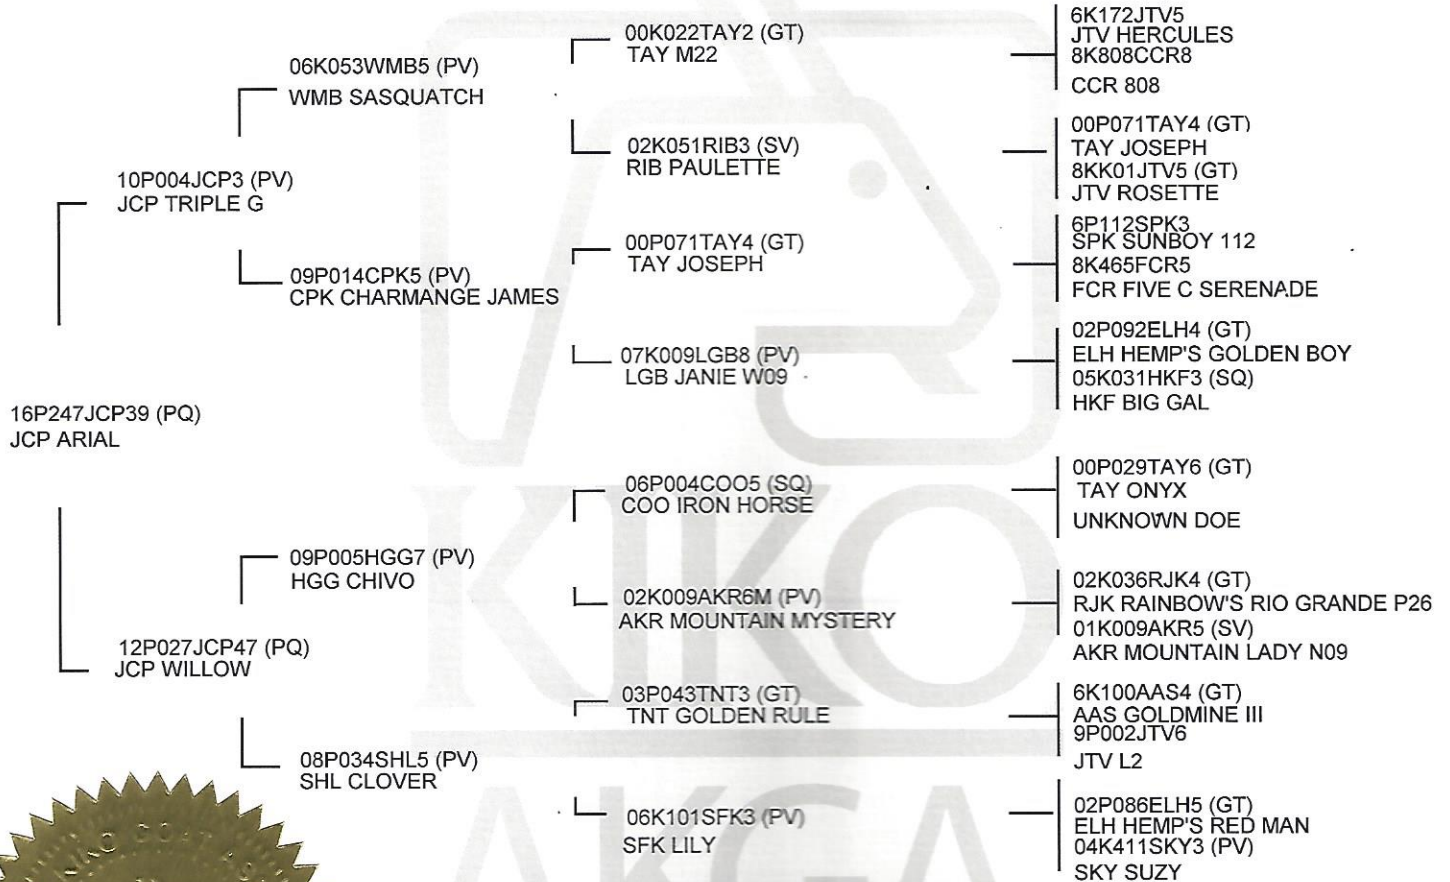 16P247JCP39 (PQ)
JCP ARIAL
10P004JCP3 (PV)
JCP TRIPLE G
12P027JCP47 (PQ)
JCP WILLOW
06K053WMB5 (PV)
WMB SASQUATCH
09P014CPK5 (PV)
CPK CHARMANGE JAMES
09P005HGG7 (PV)
HGG CHIVO
08P034SHL5 (PV)
SHL CLOVER
00K022TAY2 (GT)
TAY M22
02K051RIB3 (SV)
RIB PAULETTE
00P071TAY4 (GT)
TAY JOSEPH
07K009LGB8 (PV)
LGB JANIE W09
06P004COO5 (SQ)
COO IRON HORSE
02K009AKR6M (PV)
AKR MOUNTAIN MYSTERY
03P043TNT3 (GT)
TNT GOLDEN RULE
06K101SFK3 (PV)
SFK LILY
6K172JTV5
JTV HERCULES
8K808CCR8
CCR 808
00P071TAY4 (GT)
TAY JOSEPH
8KK01JTV5 (GT)
JTV ROSETTE
6P112SPK3
SPK SUNBOY 112
8K465FCR5
FCR FIVE C SERENADE
02P092ELH4 (GT)
ELH HEMP'S GOLDEN BOY
05K031HKF3 (SQ)
HKF BIG GAL
00P029TAY6 (GT)
TAY ONYX
UNKNOWN DOE
02K036RJK4 (GT)
RJK RAINBOW'S RIO GRANDE P26
01K009AKR5 (SV)
AKR MOUNTAIN LADY N09
6K100AAS4 (GT)
AAS GOLDMINE III
9P002JTV6
JTV L2
02P086ELH5 (GT)
ELH HEMP'S RED MAN
04K411SKY3 (PV)
SKY SUZY
KIKO
AKGA
KIKO GOAT